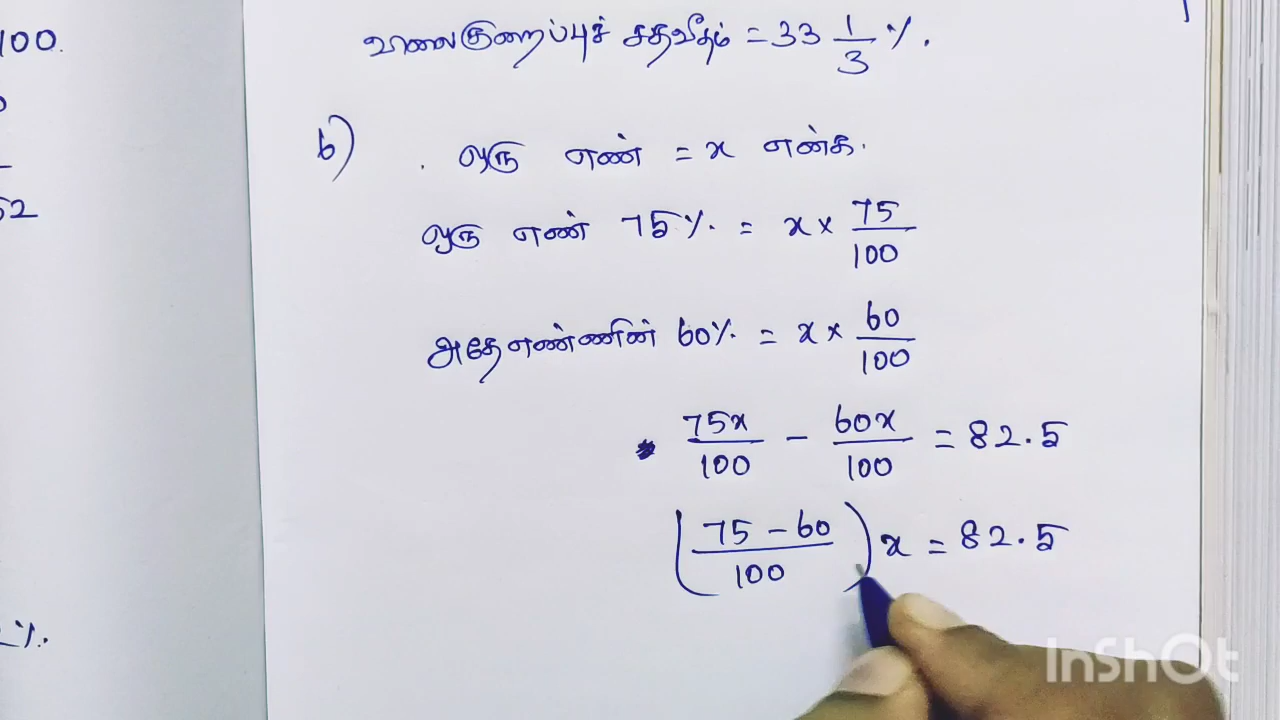 100.
52
2%.
விலைகுறைப்புச் சதவீதம் = 33 1/3 %.
b)
. ஒரு எண் = x என்க.
ஒரு எண் 75% = x × 75/100
அதேஎண்ணின் 60% = x × 60/100
75x/100 - 60x/100 = 82.5
(75 - 60/100) x = 82.5
InShOt